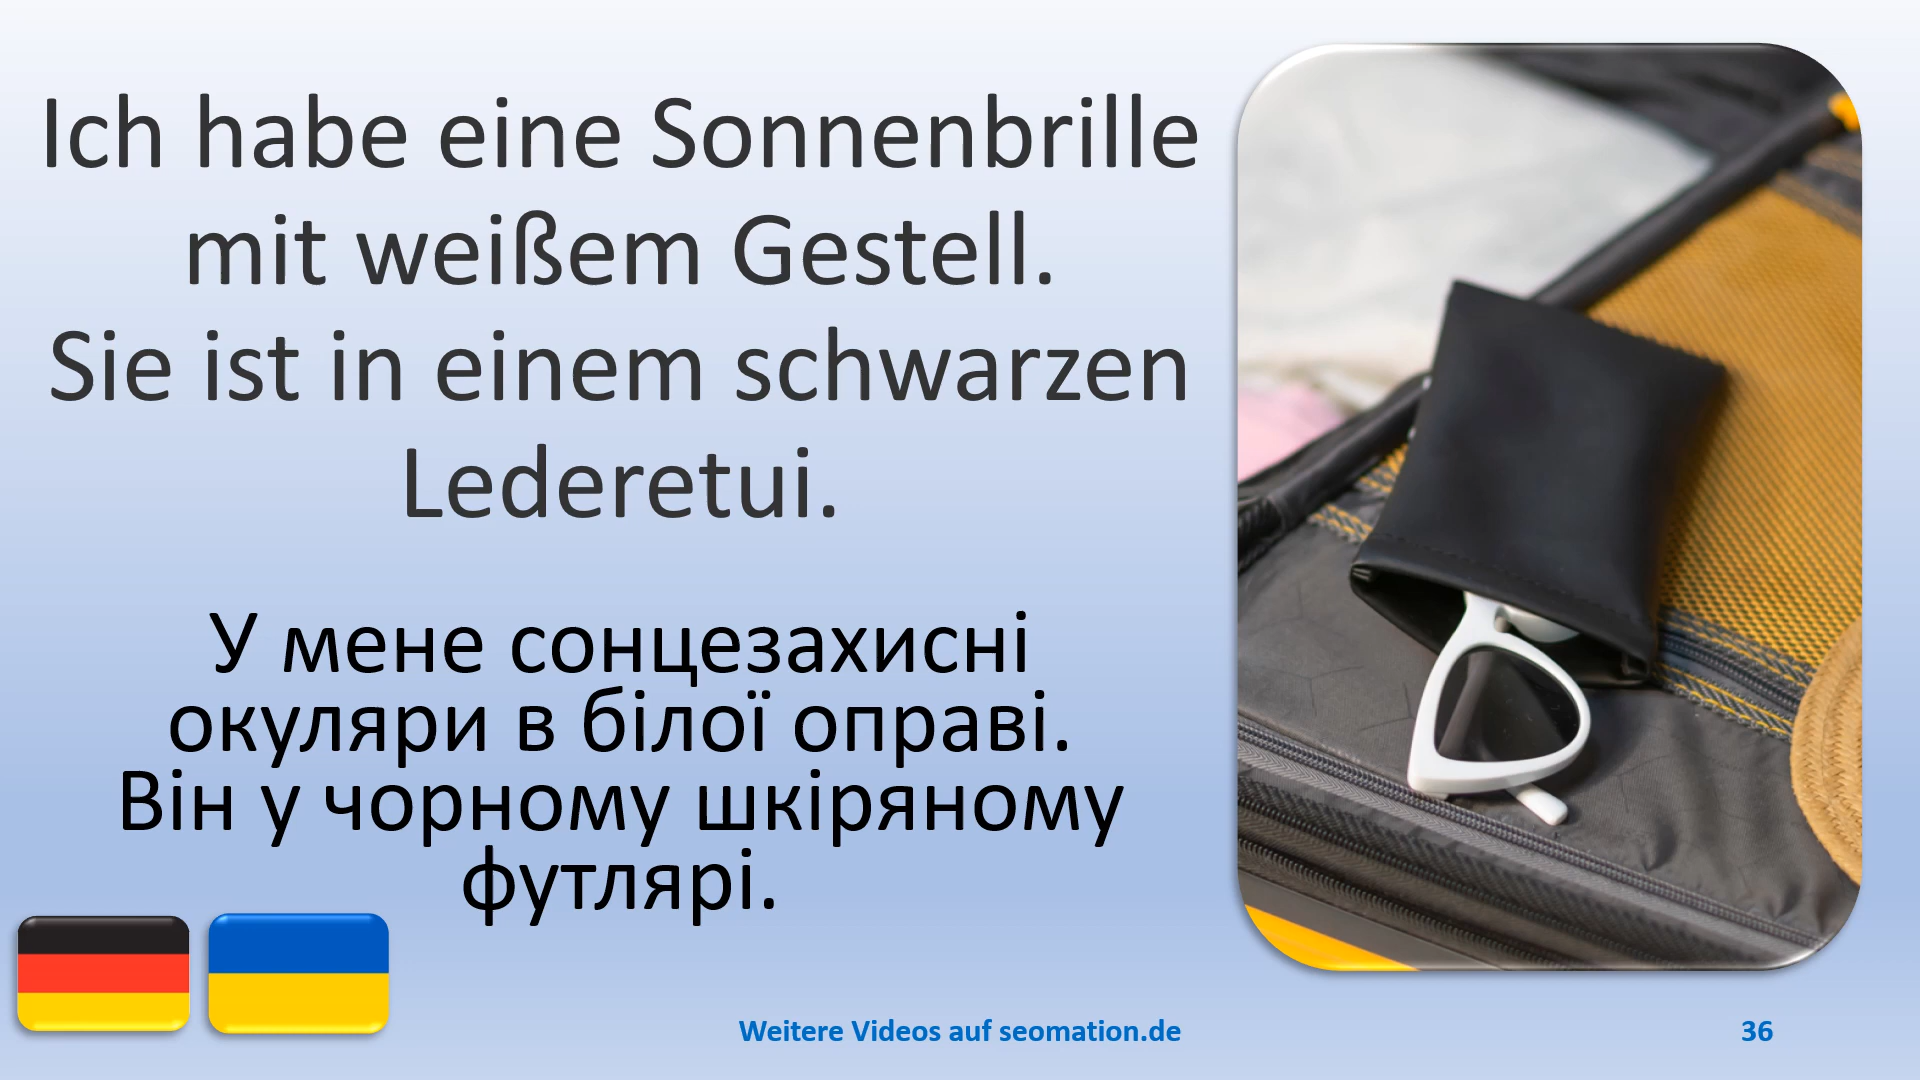 Ich habe eine Sonnenbrille
mit weißem Gestell.
Sie ist in einem schwarzen
Lederetui.
У мене сонцезахисні
окуляри в білої оправі.
Він у чорному шкіряному
футлярі.
Weitere Videos auf seomation.de
36